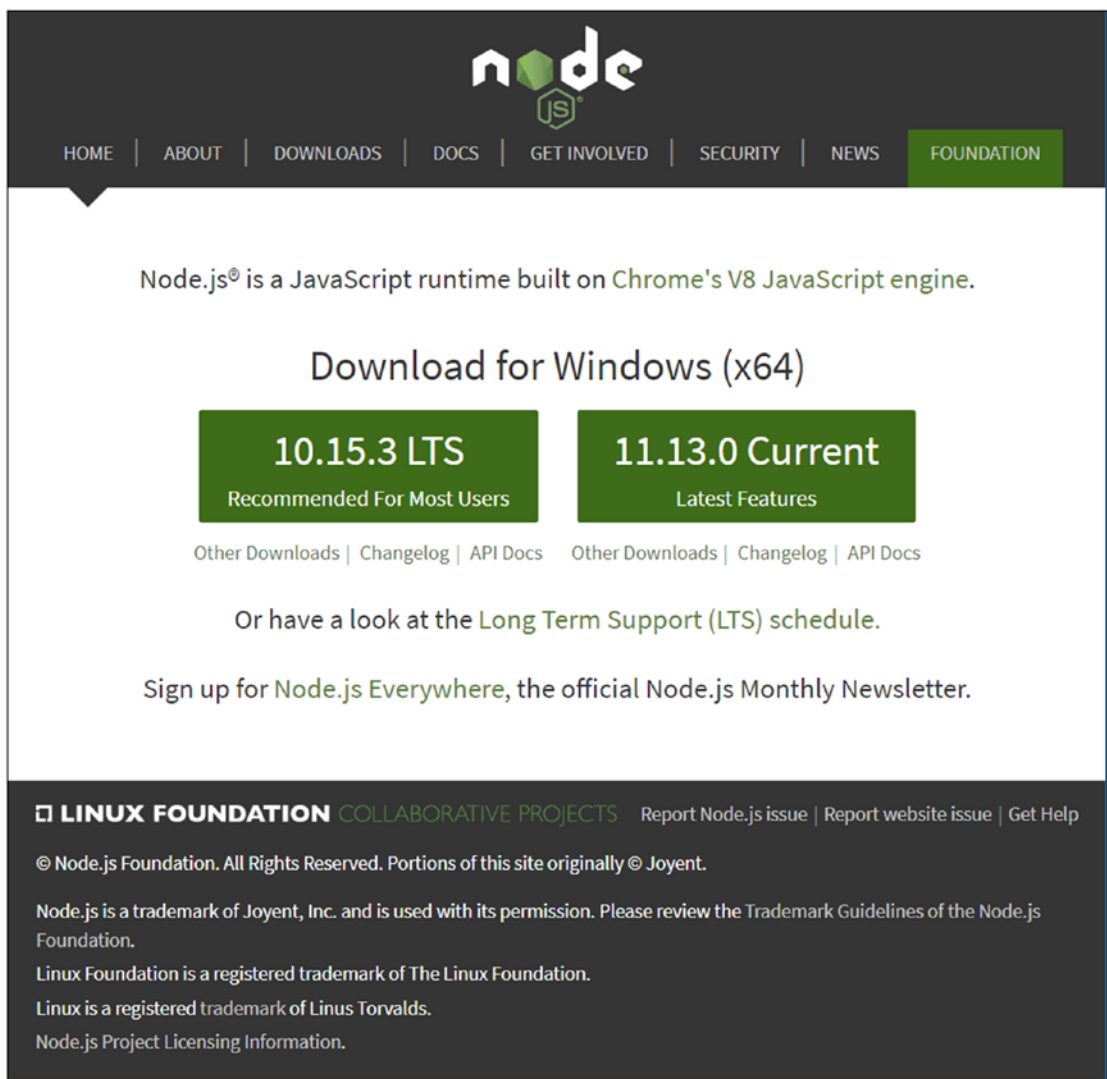 node
JS®
HOME | ABOUT | DOWNLOADS | DOCS | GET INVOLVED | SECURITY | NEWS FOUNDATION
Node.js® is a JavaScript runtime built on Chrome's V8 JavaScript engine.
Download for Windows (x64)
10.15.3 LTS
Recommended For Most Users
11.13.0 Current
Latest Features
Other Downloads | Changelog | API Docs
Other Downloads | Changelog | API Docs
Or have a look at the Long Term Support (LTS) schedule.
Sign up for Node.js Everywhere, the official Node.js Monthly Newsletter.
LINUX FOUNDATION COLLABORATIVE PROJECTS
Report Node.js issue | Report website issue | Get Help
© Node.js Foundation. All Rights Reserved. Portions of this site originally © Joyent.
Node.js is a trademark of Joyent, Inc. and is used with its permission. Please review the Trademark Guidelines of the Node.js
Foundation.
Linux Foundation is a registered trademark of The Linux Foundation.
Linux is a registered trademark of Linus Torvalds.
Node.js Project Licensing Information.